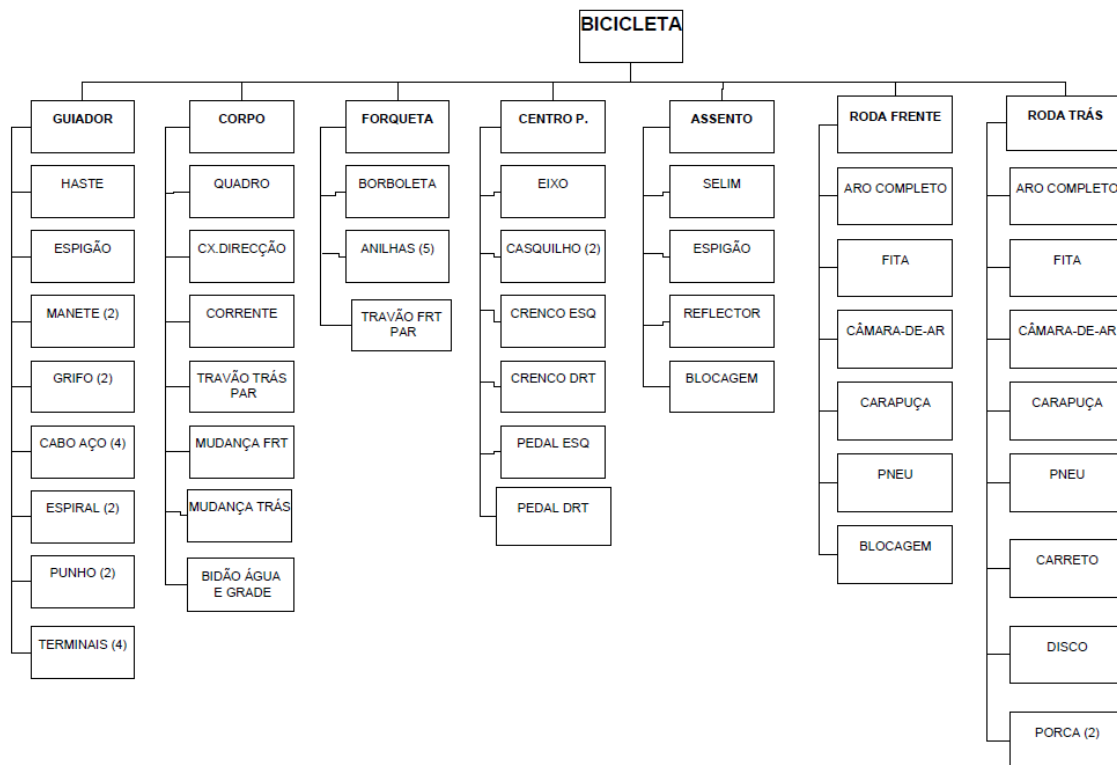 BICICLETA
GUIADOR
HASTE
ESPIGÃO
MANETE (2)
GRIFO (2)
CABO AÇO (4)
ESPIRAL (2)
PUNHO (2)
TERMINAIS (4)
CORPO
QUADRO
CX.DIRECÇÃO
CORRENTE
TRAVÃO TRÁS
PAR
MUDANÇA FRT
MUDANÇA TRÁS
BIDÃO ÁGUA
E GRADE
FORQUETA
BORBOLETA
ANILHAS (5)
TRAVÃO FRT
PAR
CENTRO P.
EIXO
CASQUILHO (2)
CRENCO ESQ
CRENCO DRT
PEDAL ESQ
PEDAL DRT
ASSENTO
SELIM
ESPIGÃO
REFLECTOR
BLOCAGEM
RODA FRENTE
ARO COMPLETO
FITA
CÂMARA-DE-AR
CARAPUÇA
PNEU
BLOCAGEM
RODA TRÁS
ARO COMPLETO
FITA
CÂMARA-DE-AR
CARAPUÇA
PNEU
CARRETO
DISCO
PORCA (2)